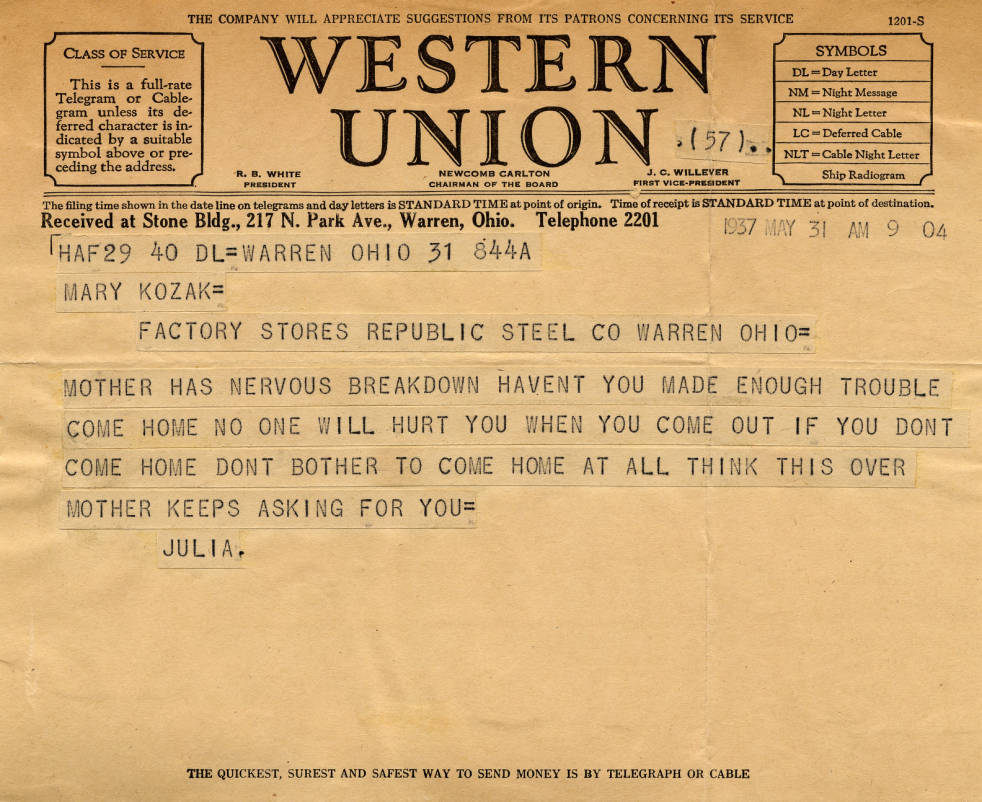 THE COMPANY WILL APPRECIATE SUGGESTIONS FROM ITS PATRONS CONCERNING ITS SERVICE
1201-S
CLASS OF SERVICE
This is a full-rate
Telegram or Cable-
gram unless its de-
ferred character is in-
dicated by a suitable
symbol above or pre-
ceding the address.
WESTERN
UNION
.(57)..
R. B. WHITE
PRESIDENT
NEWCOMB CARLTON
CHAIRMAN OF THE BOARD
J. C. WILLEVER
FIRST VICE-PRESIDENT
SYMBOLS
DL = Day Letter
NM = Night Message
NL = Night Letter
LC = Deferred Cable
NLT = Cable Night Letter
Ship Radiogram
The filing time shown in the date line on telegrams and day letters is STANDARD TIME at point of origin. Time of receipt is STANDARD TIME at point of destination.
Received at Stone Bldg., 217 N. Park Ave., Warren, Ohio. Telephone 2201
1937 MAY 31 AM 9 04
HAF29 40 DL=WARREN OHIO 31 844A
MARY KOZAK=
FACTORY STORES REPUBLIC STEEL CO WARREN OHIO=
MOTHER HAS NERVOUS BREAKDOWN HAVENT YOU MADE ENOUGH TROUBLE
COME HOME NO ONE WILL HURT YOU WHEN YOU COME OUT IF YOU DONT
COME HOME DONT BOTHER TO COME HOME AT ALL THINK THIS OVER
MOTHER KEEPS ASKING FOR YOU=
JULIA.
THE QUICKEST, SUREST AND SAFEST WAY TO SEND MONEY IS BY TELEGRAPH OR CABLE